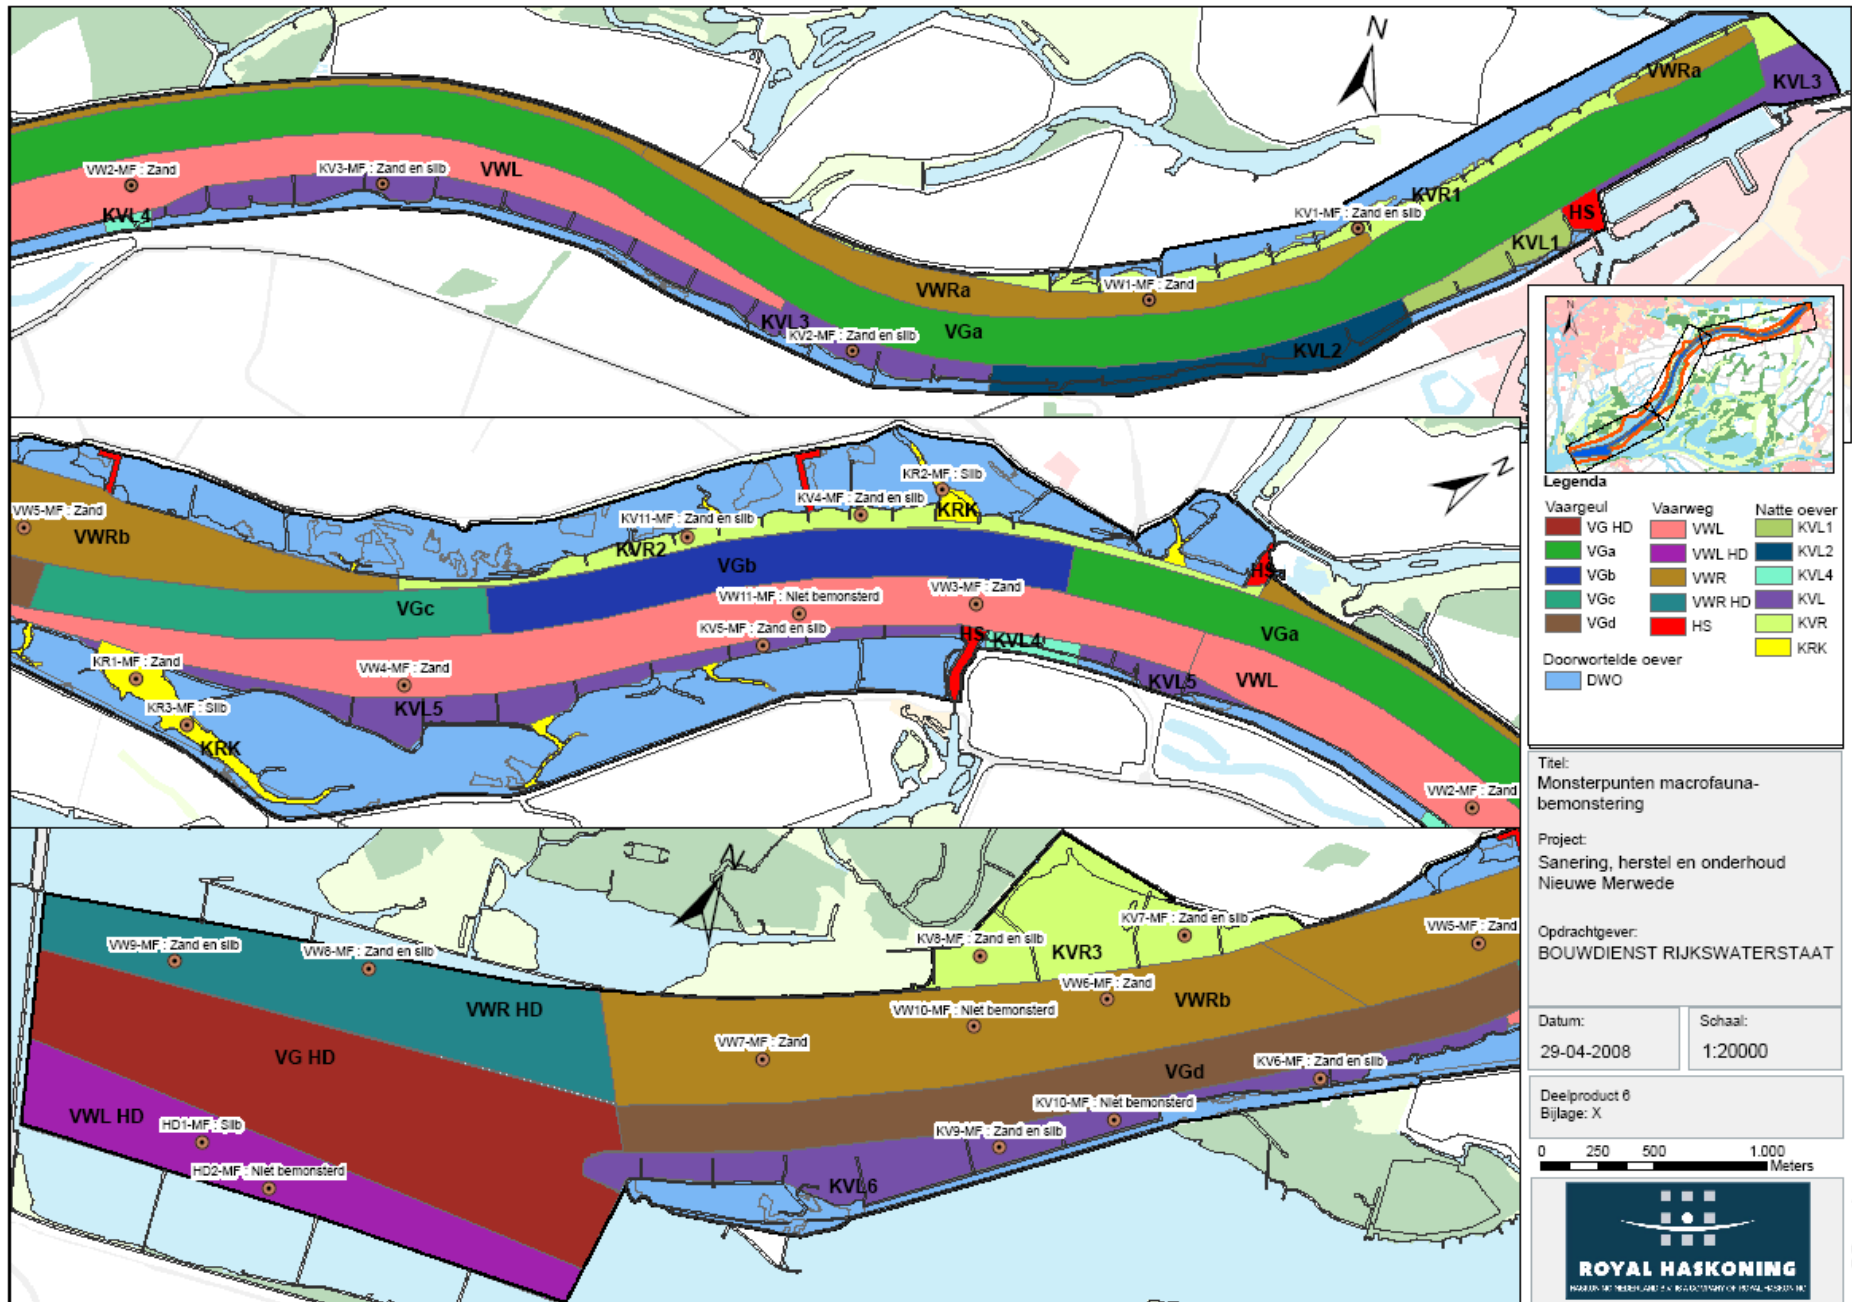 N
VWRa
KVL3
VW2-MF : Zand
KV3-MF : Zand en slib
VWL
KVL4
KVR1
KV1-MF : Zand en slib
HS
KVL1
VWRa
VW1-MF : Zand
KVL3
KV2-MF : Zand en slib
VGa
KVL2
N
VW5-MF : Zand
VWRb
KR2-MF : Slib
KV4-MF : Zand en slib
KRK
KV11-MF : Zand en slib
KVR2
N
VGb
HSa
VGc
VW11-MF : Niet bemonsterd
VW3-MF : Zand
KV5-MF : Zand en slib
HS
KVL4
VGa
KR1-MF : Zand
VW4-MF : Zand
KVL5
VWL
KVL5
KR3-MF : Slib
KRK
VW2-MF : Zand
N
VW9-MF : Zand en slib
VW8-MF : Zand en slib
KV7-MF : Zand en slib
KV8-MF : Zand en slib
KVR3
VW5-MF : Zand
VWR HD
VW6-MF : Zand
VWRb
VW10-MF : Niet bemonsterd
VG HD
VW7-MF : Zand
VGd
KV6-MF : Zand en slib
VWL HD
HD1-MF : Slib
KV10-MF : Niet bemonsterd
KV9-MF : Zand en slib
HD2-MF : Niet bemonsterd
KVL6
Legenda
Vaargeul
VG HD
VGa
VGb
VGc
VGd
Vaarweg
VWL
VWL HD
VWR
VWR HD
HS
Natte oever
KVL1
KVL2
KVL4
KVL
KVR
KRK
Doorwortelde oever
DWO
Titel:
Monsterpunten macrofauna-
bemonstering
Project:
Sanering, herstel en onderhoud
Nieuwe Merwede
Opdrachtgever:
BOUWDIENST RIJKSWATERSTAAT
Datum:
29-04-2008
Schaal:
1:20000
Deelproduct 6
Bijlage: X
0 250 500 1.000
Meters
ROYAL HASKONING
HASKONING NEDERLAND B.V. IS A COMPANY OF ROYAL HASKONING